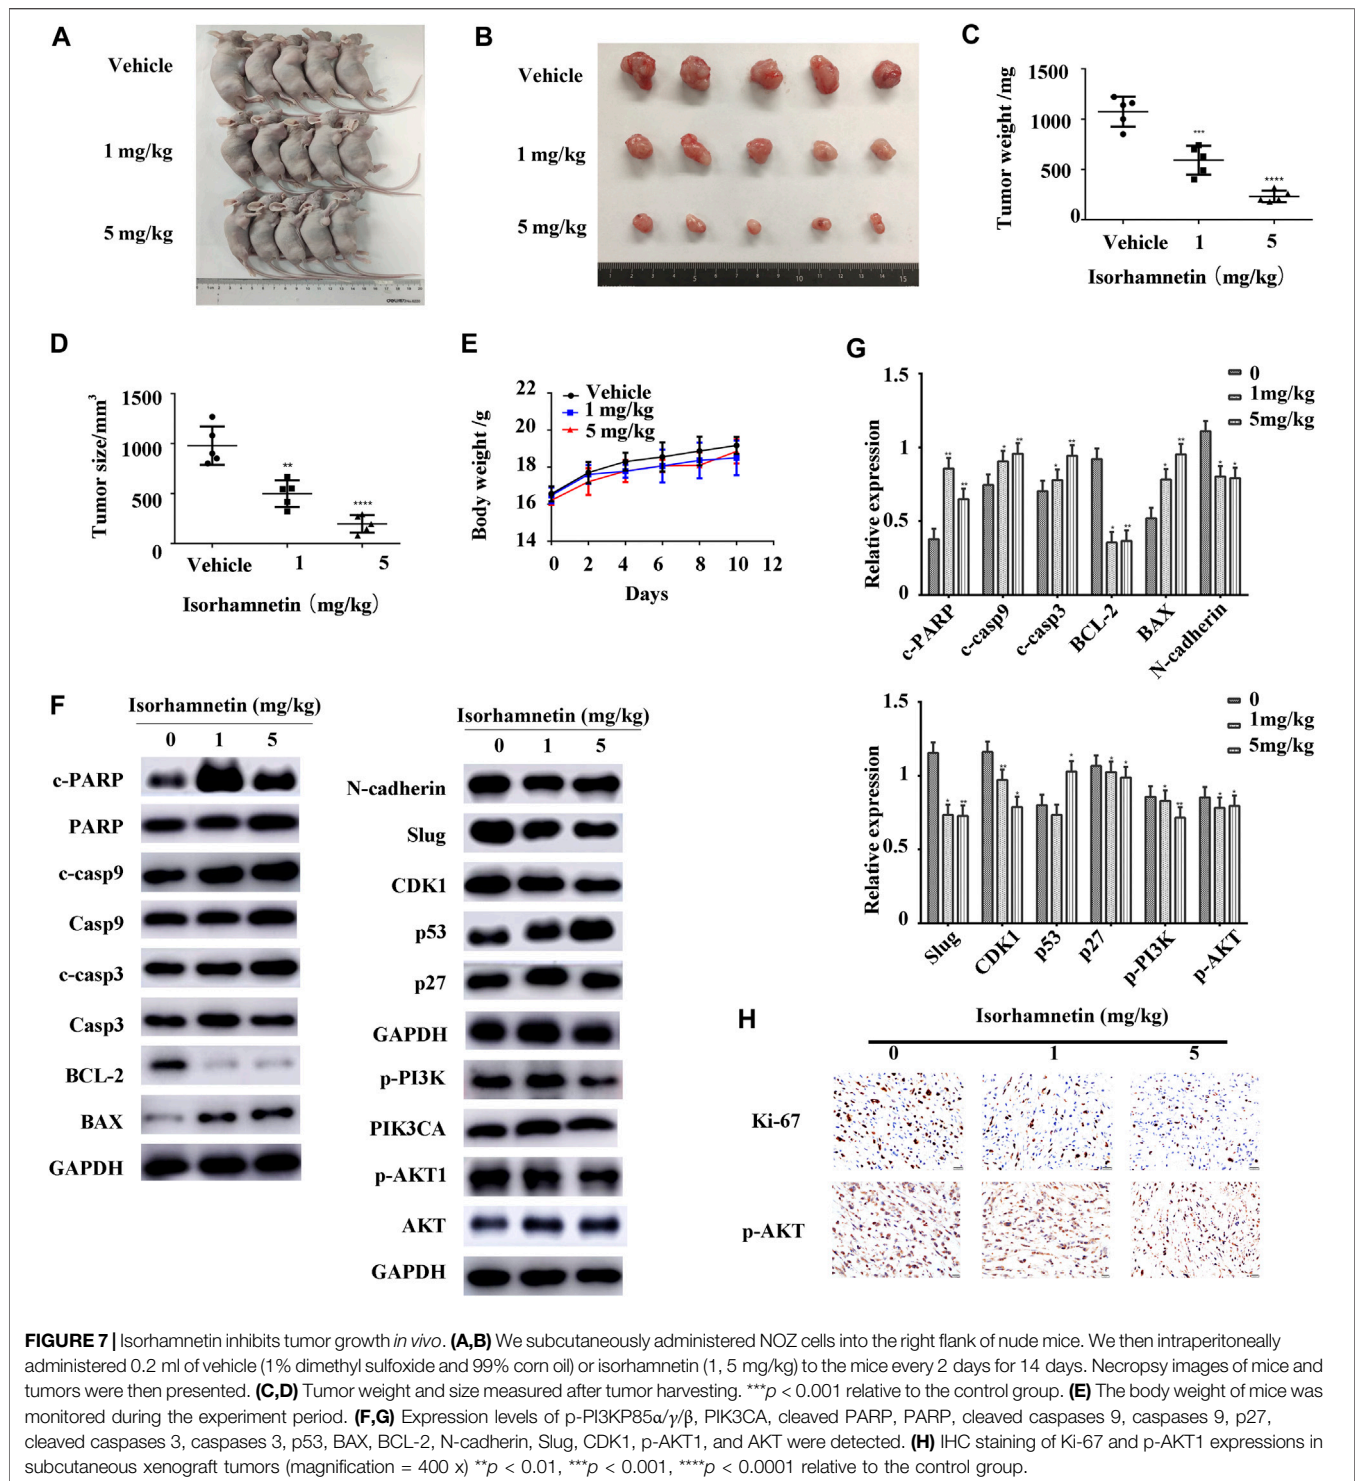 A
Vehicle
1 mg/kg
5 mg/kg
B
Vehicle
1 mg/kg
5 mg/kg
5
10
15
C
Tumor weight /mg
1500
1000
500
0
***
****
Vehicle 1 5
Isorhamnetin (mg/kg)
D
Tumor size/mm³
1500
1000
500
0
**
****
Vehicle 1 5
Isorhamnetin (mg/kg)
E
Body weight /g
22
20
18
16
14
Vehicle
1 mg/kg
5 mg/kg
0 2 4 6 8 10 12
Days
G
Relative expression
1.5
1
0.5
0
0
1mg/kg
5mg/kg
** ** * ** * ** * ** * ** * *
c-PARP c-casp9 c-casp3 BCL-2 BAX N-cadherin
Relative expression
1.5
1
0.5
0
0
1mg/kg
5mg/kg
* ** ** * * * * * ** * *
Slug CDK1 p53 p27 p-PI3K p-AKT
F
Isorhamnetin (mg/kg)
0 1 5
c-PARP
PARP
c-casp9
Casp9
c-casp3
Casp3
BCL-2
BAX
GAPDH
Isorhamnetin (mg/kg)
0 1 5
N-cadherin
Slug
CDK1
p53
p27
GAPDH
p-PI3K
PIK3CA
p-AKT1
AKT
GAPDH
H
Isorhamnetin (mg/kg)
0 1 5
Ki-67
p-AKT
FIGURE 7 | Isorhamnetin inhibits tumor growth in vivo. (A,B) We subcutaneously administered NOZ cells into the right flank of nude mice. We then intraperitoneally
administered 0.2 ml of vehicle (1% dimethyl sulfoxide and 99% corn oil) or isorhamnetin (1, 5 mg/kg) to the mice every 2 days for 14 days. Necropsy images of mice and
tumors were then presented. (C,D) Tumor weight and size measured after tumor harvesting. ***p < 0.001 relative to the control group. (E) The body weight of mice was
monitored during the experiment period. (F,G) Expression levels of p-PI3KP85α/γ/β, PIK3CA, cleaved PARP, PARP, cleaved caspases 9, caspases 9, p27,
cleaved caspases 3, caspases 3, p53, BAX, BCL-2, N-cadherin, Slug, CDK1, p-AKT1, and AKT were detected. (H) IHC staining of Ki-67 and p-AKT1 expressions in
subcutaneous xenograft tumors (magnification = 400 x) **p < 0.01, ***p < 0.001, ****p < 0.0001 relative to the control group.